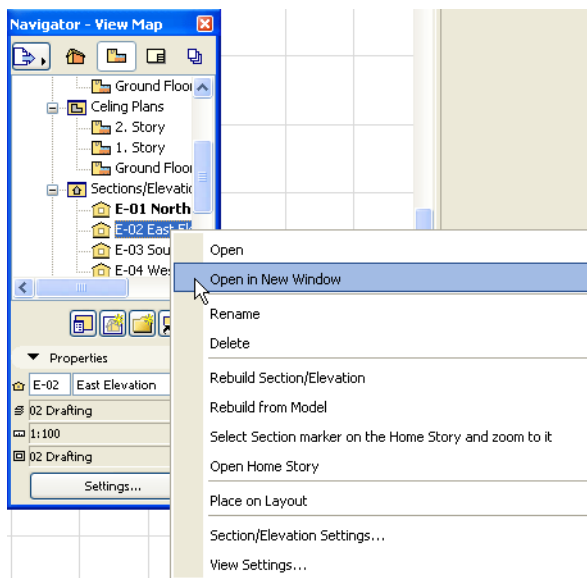 Navigator - View Map
Ground Floor
Celing Plans
2. Story
1. Story
Ground Floor
Sections/Elevatio
E-01 North
E-02 East Ele
E-03 Sou
E-04 We
Open
Open in New Window
Rename
Delete
Rebuild Section/Elevation
Rebuild from Model
Select Section marker on the Home Story and zoom to it
Open Home Story
Place on Layout
Section/Elevation Settings...
View Settings...
Properties
E-02 East Elevation
02 Drafting
1:100
02 Drafting
Settings...